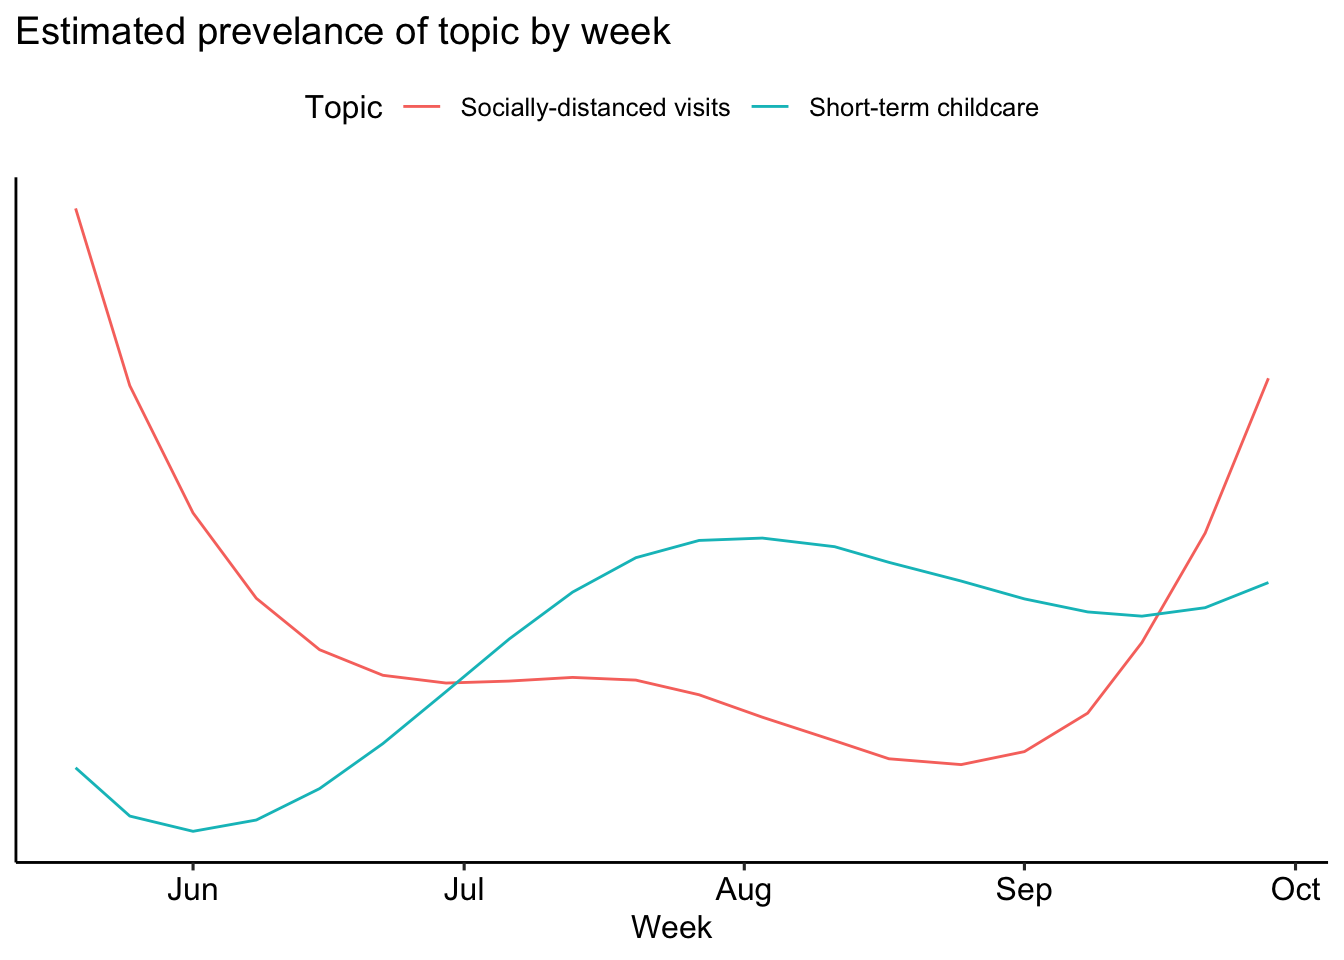 Estimated prevelance of topic by week
Topic Socially-distanced visits Short-term childcare
Jun Jul Aug Sep Oct
Week